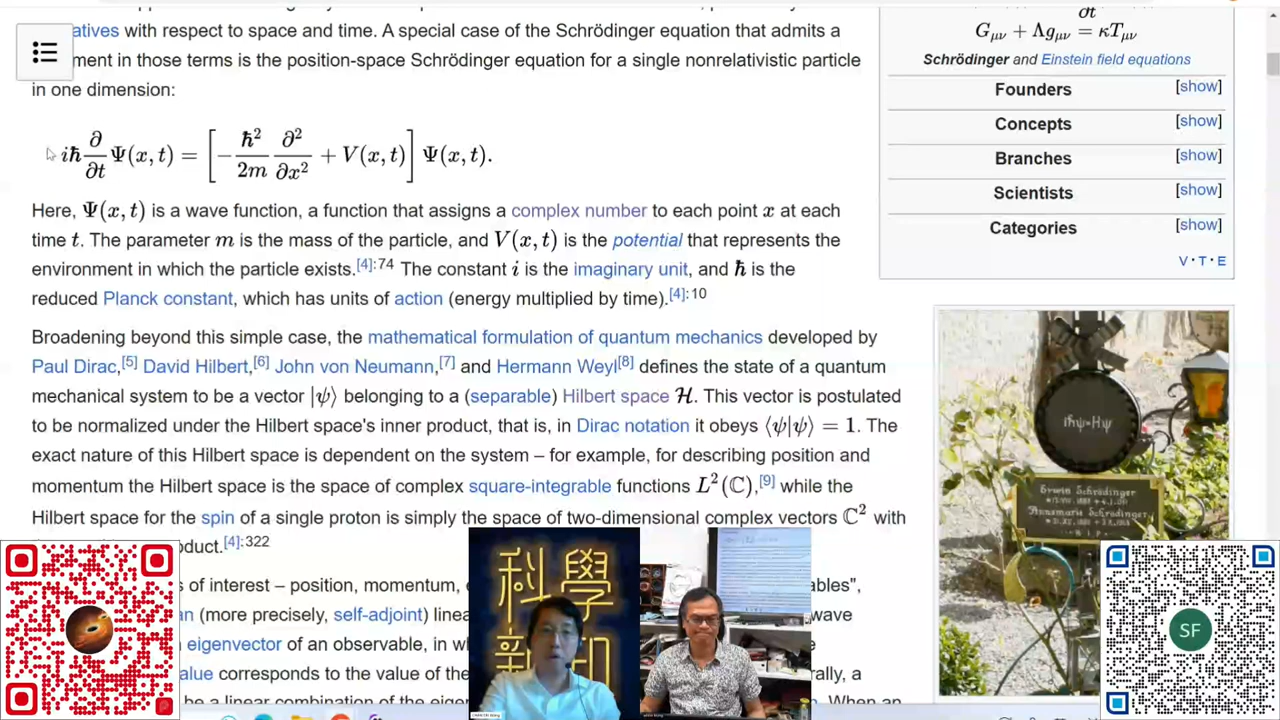 atives with respect to space and time. A special case of the Schrödinger equation that admits a
ment in those terms is the position-space Schrödinger equation for a single nonrelativistic particle
in one dimension:
iħ ∂/∂t Ψ(x, t) = [−ħ²/2m ∂²/∂x² + V(x, t)] Ψ(x, t).
Here, Ψ(x, t) is a wave function, a function that assigns a complex number to each point x at each
time t. The parameter m is the mass of the particle, and V(x, t) is the potential that represents the
environment in which the particle exists.[4]:74 The constant i is the imaginary unit, and ħ is the
reduced Planck constant, which has units of action (energy multiplied by time).[4]:10
Broadening beyond this simple case, the mathematical formulation of quantum mechanics developed by
Paul Dirac,[5] David Hilbert,[6] John von Neumann,[7] and Hermann Weyl[8] defines the state of a quantum
mechanical system to be a vector |ψ⟩ belonging to a (separable) Hilbert space ℋ. This vector is postulated
to be normalized under the Hilbert space's inner product, that is, in Dirac notation it obeys ⟨ψ|ψ⟩ = 1. The
exact nature of this Hilbert space is dependent on the system – for example, for describing position and
momentum the Hilbert space is the space of complex square-integrable functions L²(ℂ),[9] while the
Hilbert space for the spin of a single proton is simply the space of two-dimensional complex vectors ℂ² with
duct.[4]:322
of interest – position, momentum ables",
n (more precisely, self-adjoint) linea wave
eigenvector of an observable, in w
alue corresponds to the value of the rally, a
∂t
Gμν + Λgμν = κTμν
Schrödinger and Einstein field equations
Founders [show]
Concepts [show]
Branches [show]
Scientists [show]
Categories [show]
V · T · E
iħψ̇=Hψ
Erwin Schrödinger
Annemarie Schrödinger
學
SF